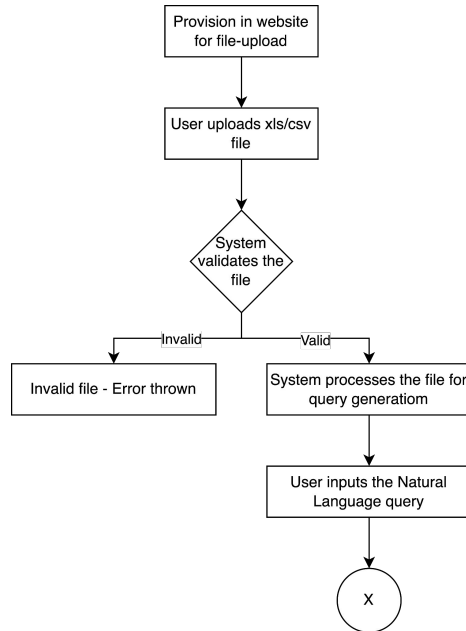 Provision in website
for file-upload
User uploads xls/csv
file
System
validates the
file
Invalid
Valid
Invalid file - Error thrown
System processes the file for
query generatiom
User inputs the Natural
Language query
X